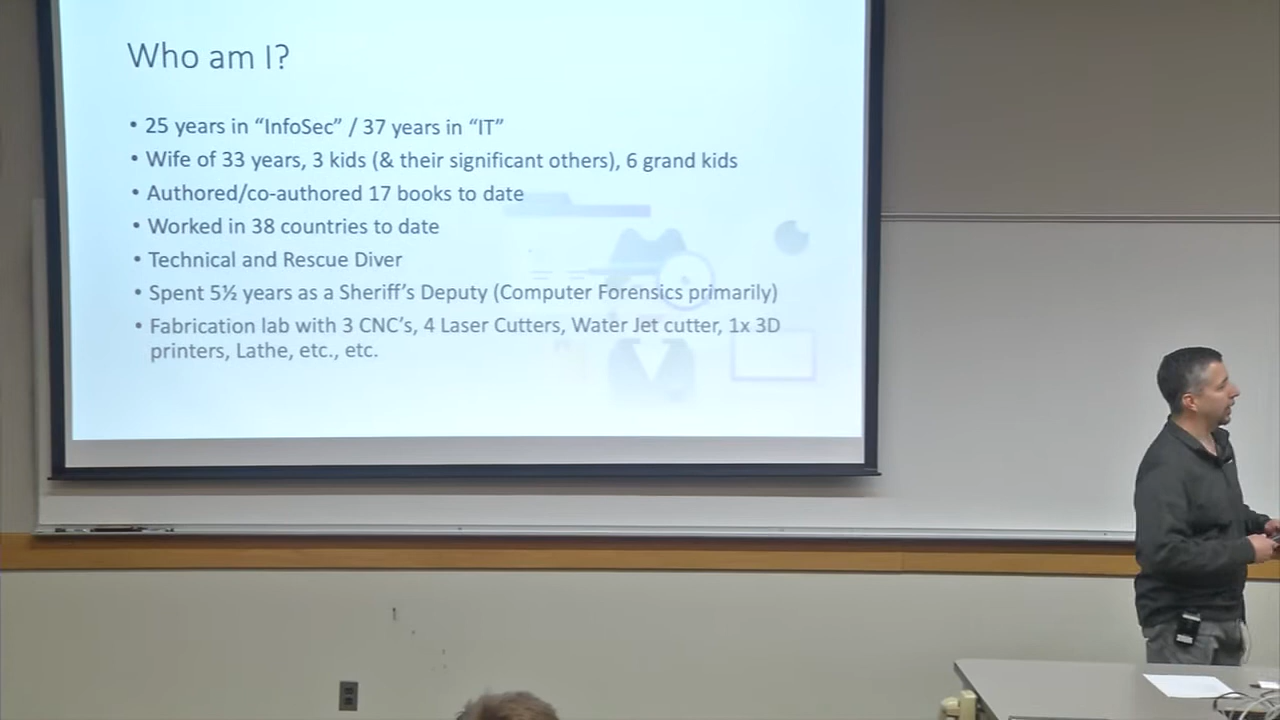 Who am I?
• 25 years in “InfoSec” / 37 years in “IT”
• Wife of 33 years, 3 kids (& their significant others), 6 grand kids
• Authored/co-authored 17 books to date
• Worked in 38 countries to date
• Technical and Rescue Diver
• Spent 5½ years as a Sheriff’s Deputy (Computer Forensics primarily)
• Fabrication lab with 3 CNC’s, 4 Laser Cutters, Water Jet cutter, 1x 3D
printers, Lathe, etc., etc.